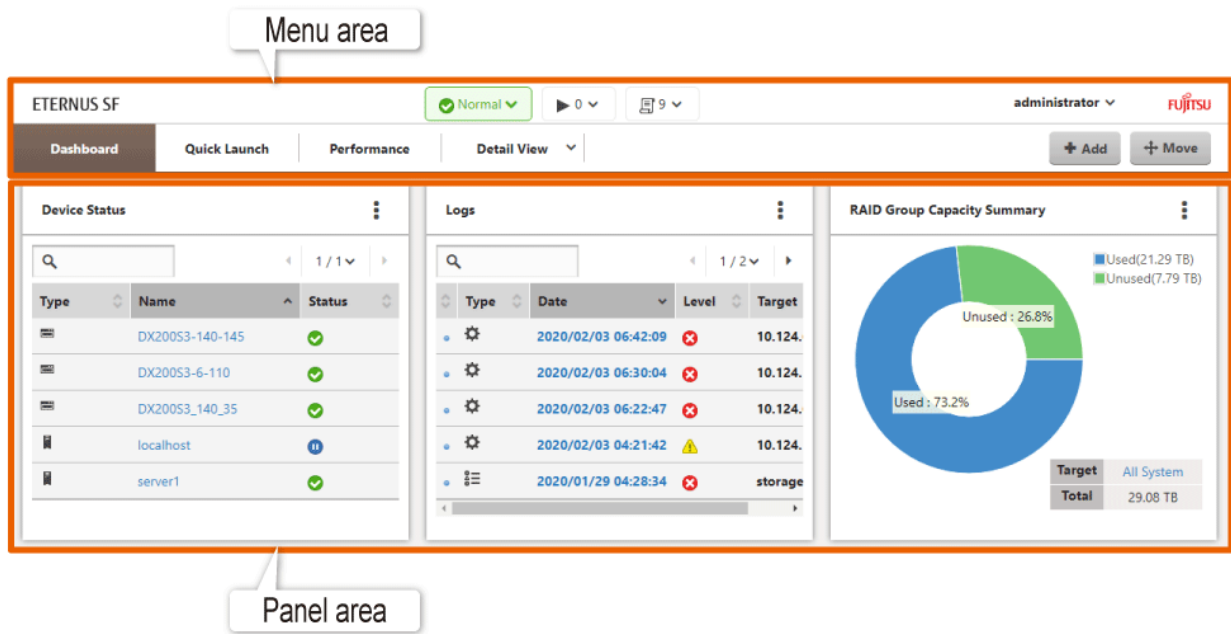 Menu area
ETERNUS SF
Normal
0
9
administrator
FUJITSU
Dashboard
Quick Launch
Performance
Detail View
Add
Move
Device Status
1 / 1
Type Name Status
DX200S3-140-145
DX200S3-6-110
DX200S3_140_35
localhost
server1
Logs
1 / 2
Type Date Level Target
2020/02/03 06:42:09 10.124.
2020/02/03 06:30:04 10.124.
2020/02/03 06:22:47 10.124.
2020/02/03 04:21:42 10.124.
2020/01/29 04:28:34 storage
RAID Group Capacity Summary
Used(21.29 TB)
Unused(7.79 TB)
Unused : 26.8%
Used : 73.2%
Target All System
Total 29.08 TB
Panel area